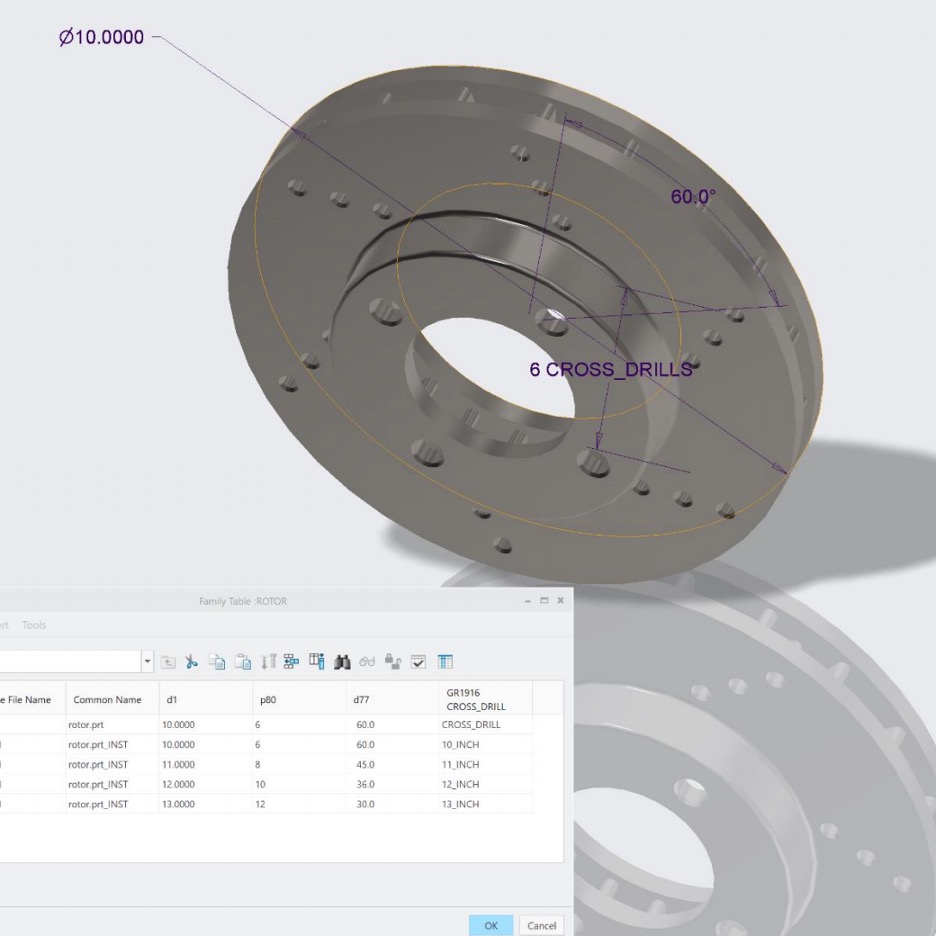 Ø10.0000
60.0°
6 CROSS_DRILLS
Family Table :ROTOR
Tools
e File Name Common Name d1 p80 d77 GR1916
CROSS_DRILL
rotor.prt 10.0000 6 60.0 CROSS_DRILL
rotor.prt_INST 10.0000 6 60.0 10_INCH
rotor.prt_INST 11.0000 8 45.0 11_INCH
rotor.prt_INST 12.0000 10 36.0 12_INCH
rotor.prt_INST 13.0000 12 30.0 13_INCH
OK Cancel